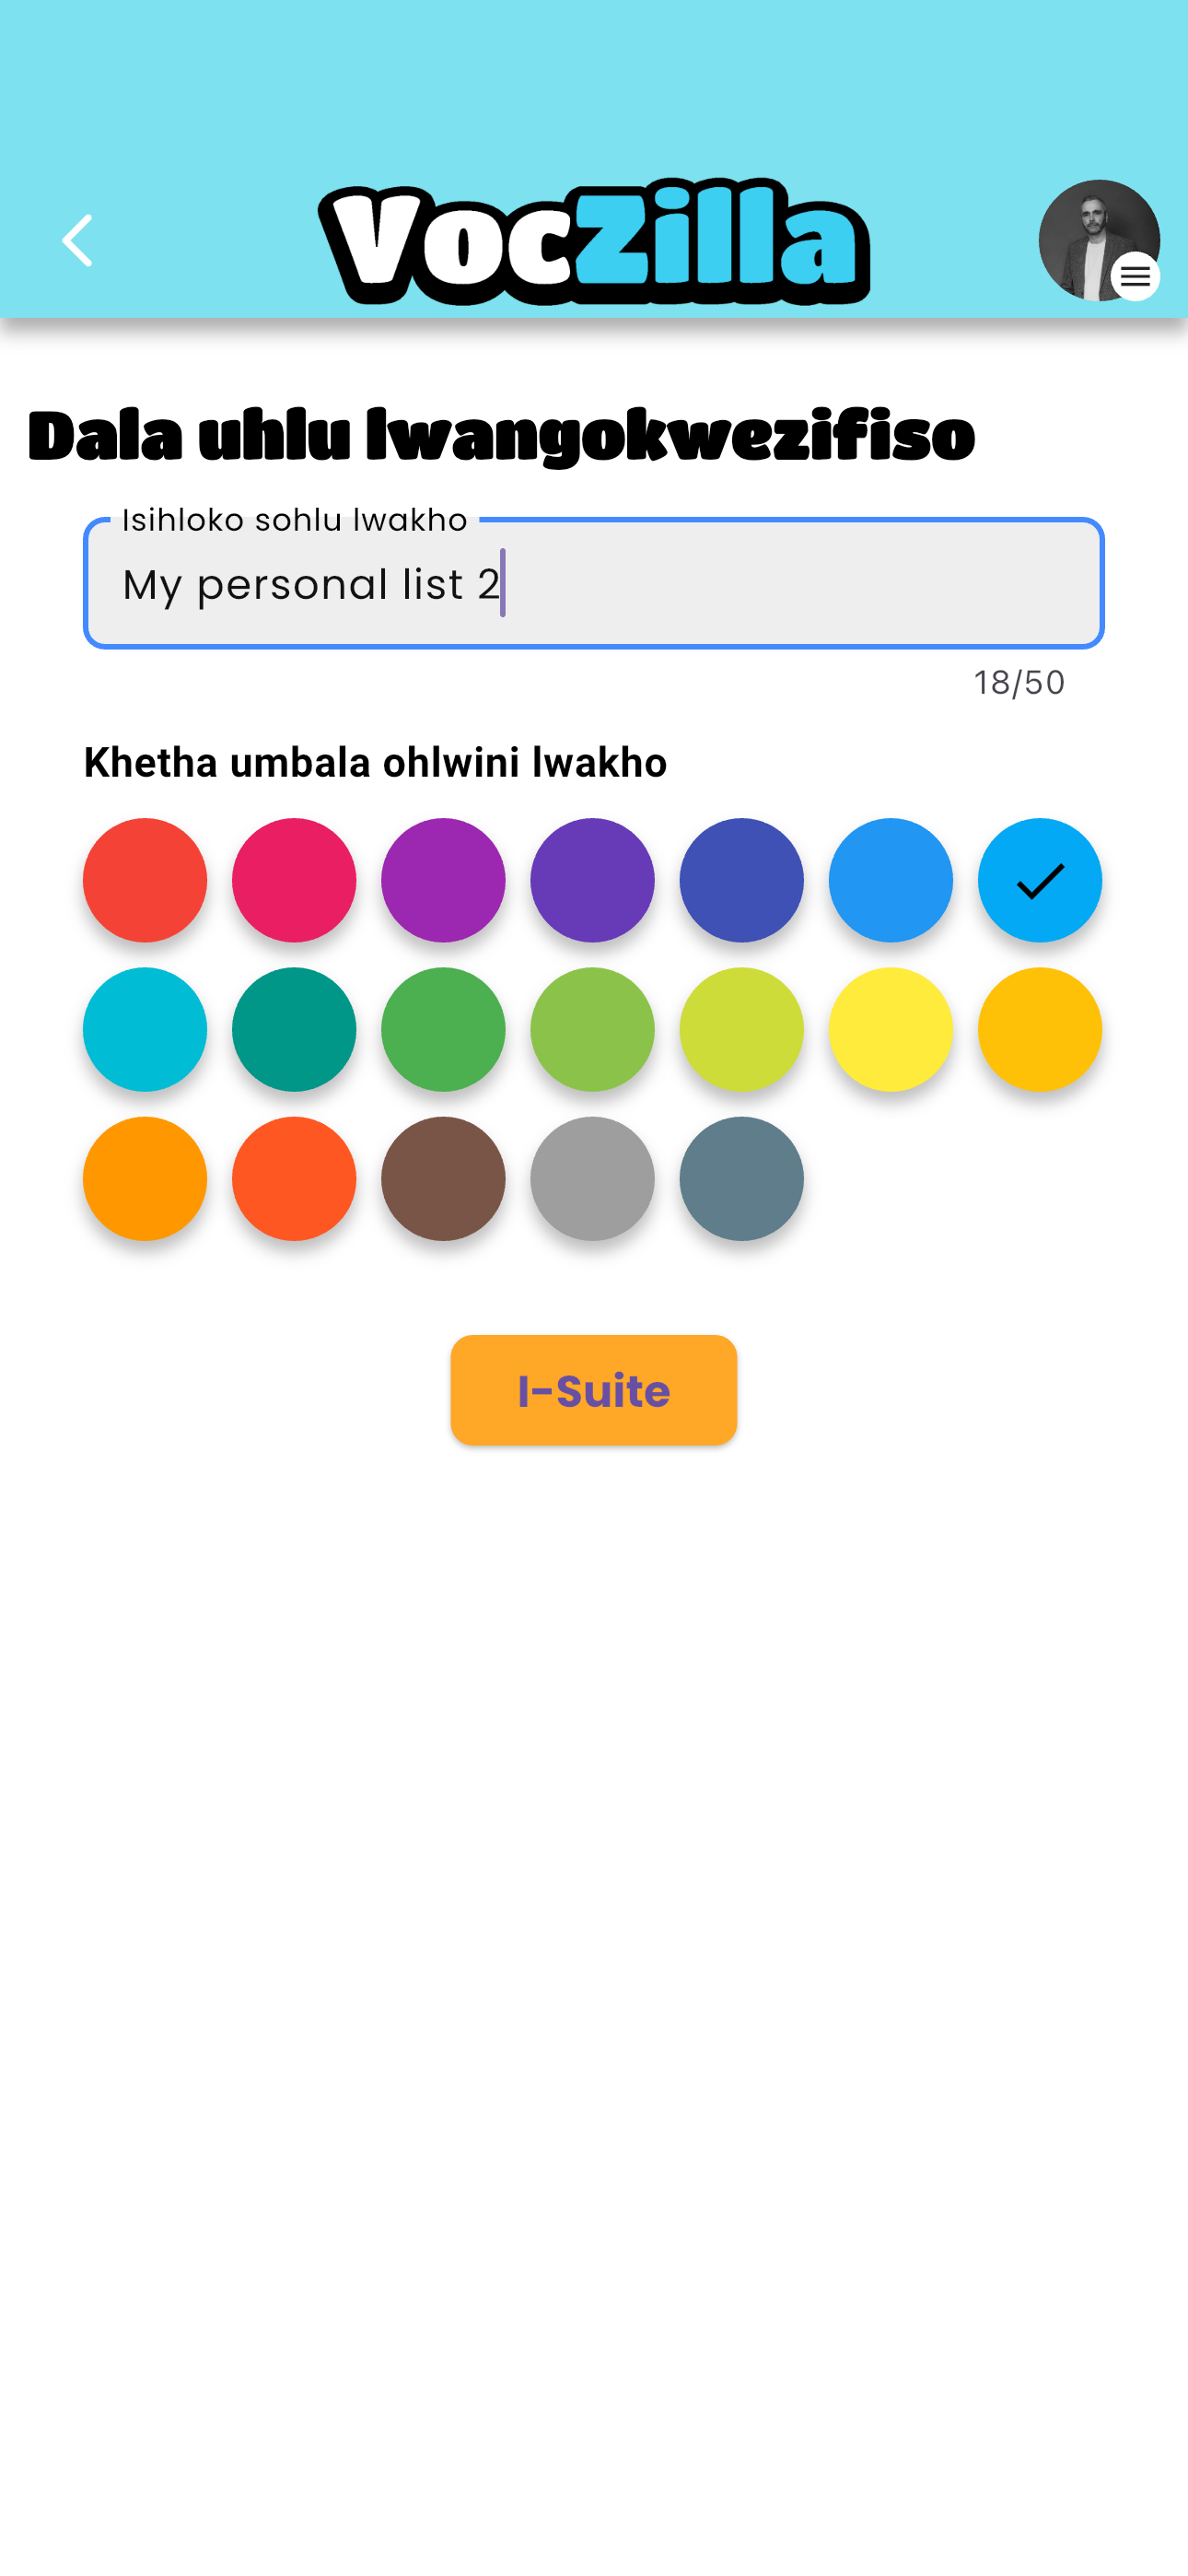 VocZilla
Dala uhlu lwangokwezifiso
Isihloko sohlu lwakho
My personal list 2
18/50
Khetha umbala ohlwini lwakho
I-Suite